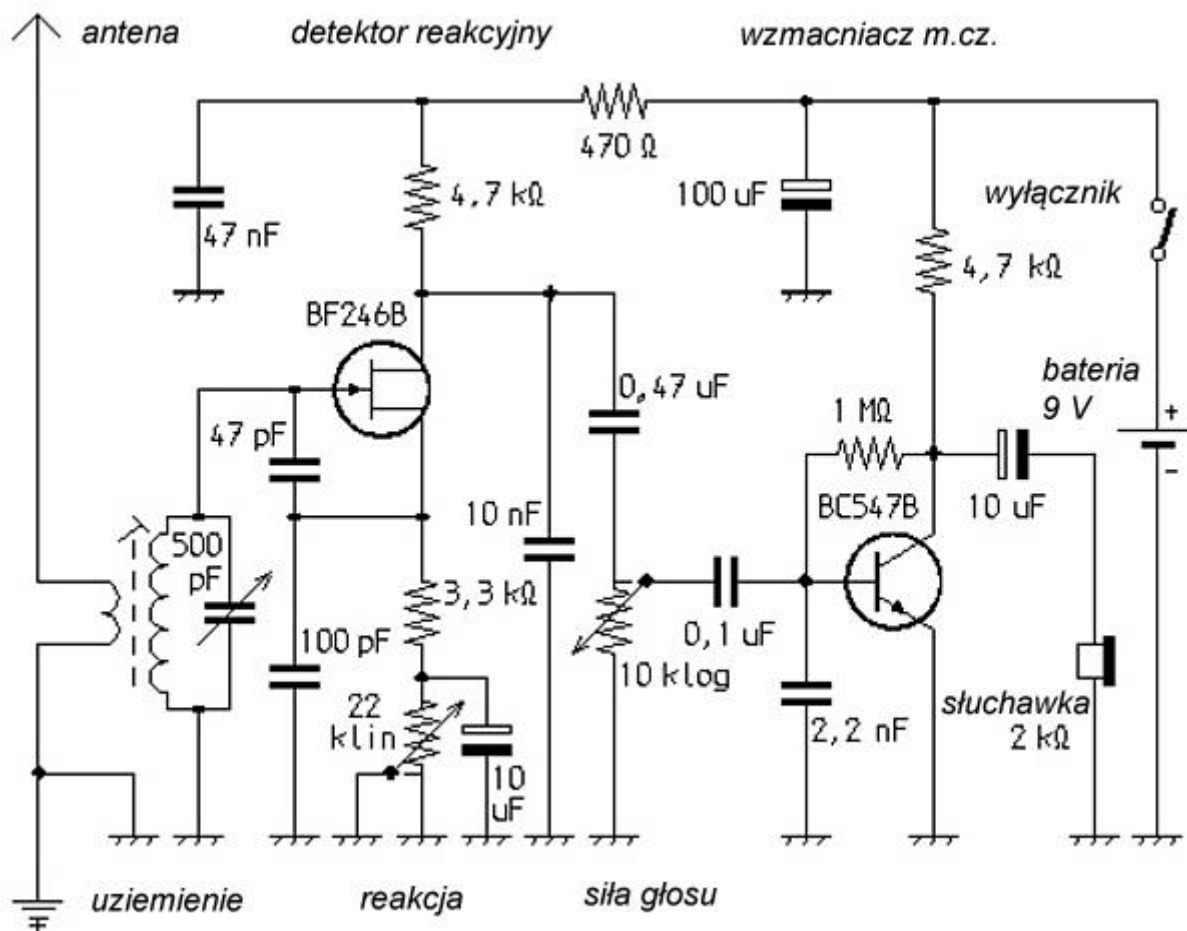 antena
detektor reakcyjny
wzmacniacz m.cz.
470 Ω
4,7 kΩ
100 uF
wyłącznik
47 nF
4,7 kΩ
BF246B
bateria
9 V
+
-
0,47 uF
1 MΩ
47 pF
10 nF
BC547B
10 uF
500
pF
3,3 kΩ
0,1 uF
100 pF
10 klog
22
klin
słuchawka
2 kΩ
2,2 nF
10
uF
uziemienie
reakcja
siła głosu